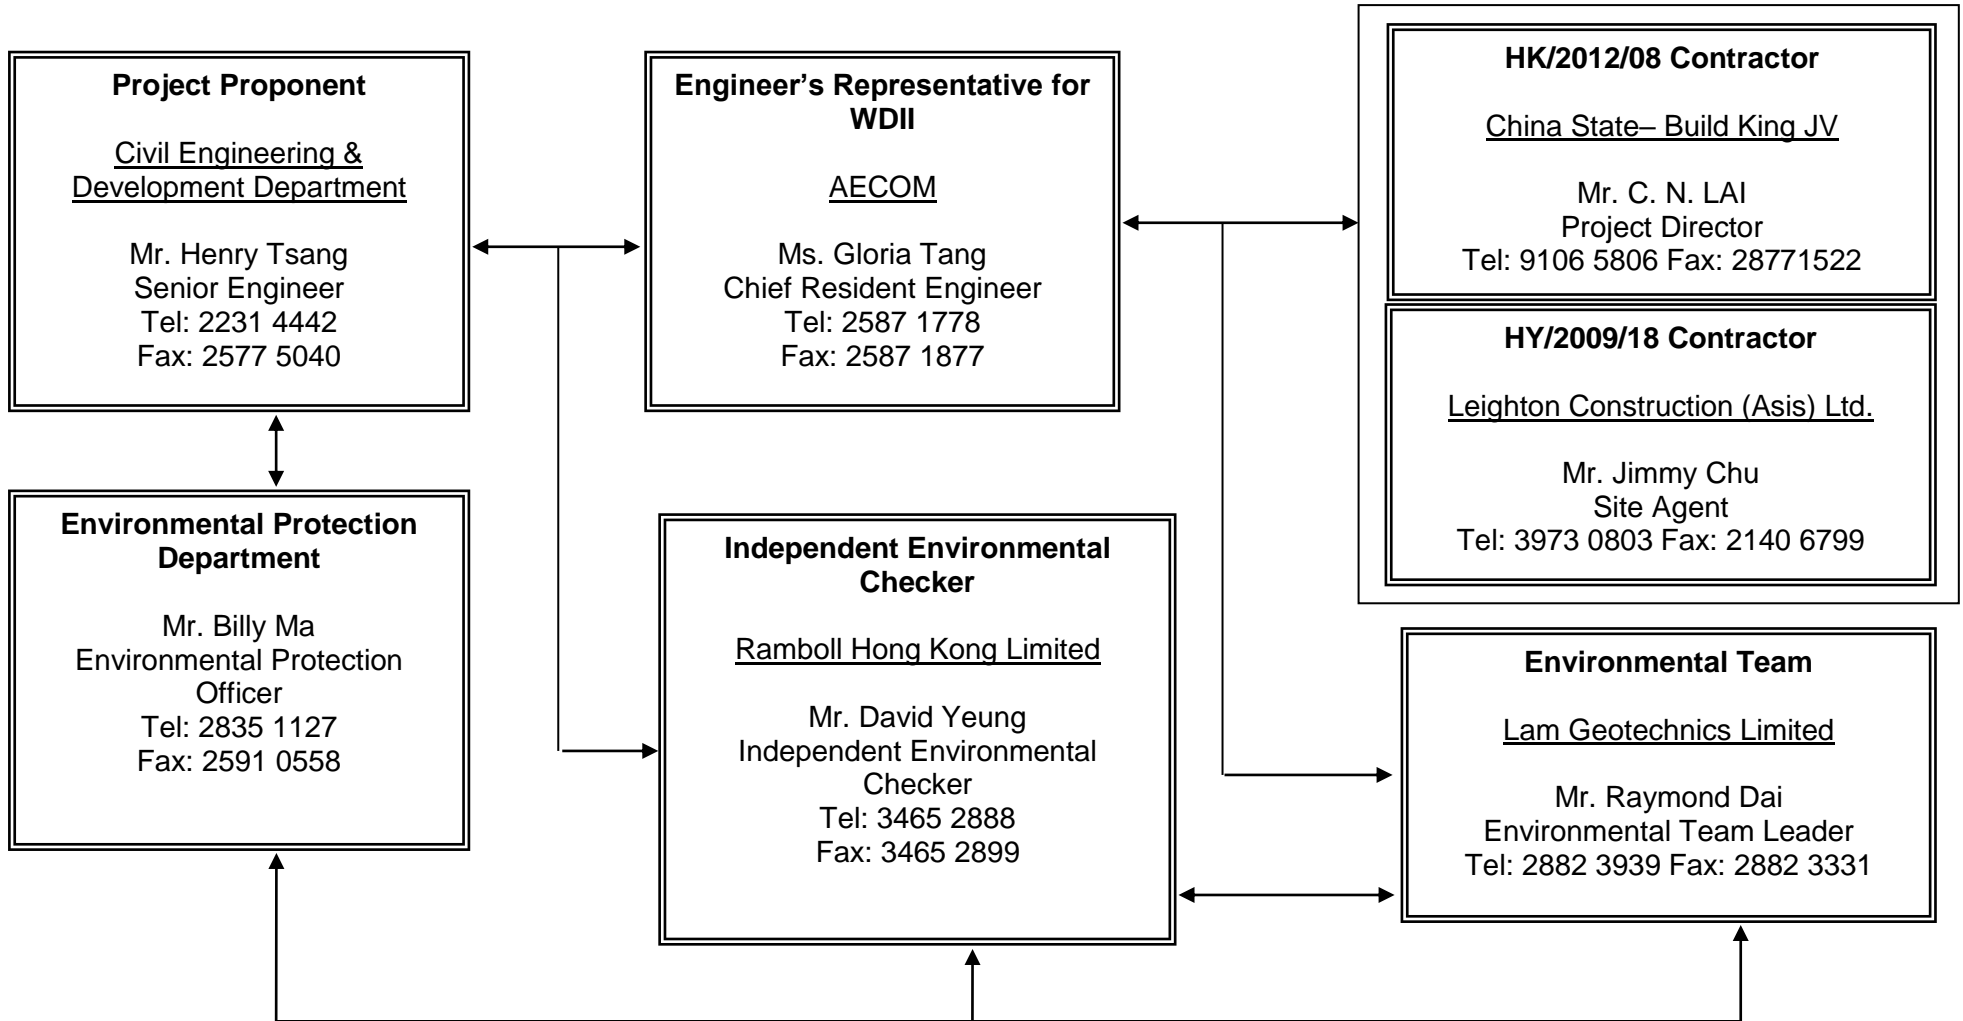 Project Proponent
Civil Engineering &
Development Department
Mr. Henry Tsang
Senior Engineer
Tel: 2231 4442
Fax: 2577 5040
Engineer’s Representative for
WDII
AECOM
Ms. Gloria Tang
Chief Resident Engineer
Tel: 2587 1778
Fax: 2587 1877
HK/2012/08 Contractor
China State– Build King JV
Mr. C. N. LAI
Project Director
Tel: 9106 5806 Fax: 28771522
HY/2009/18 Contractor
Leighton Construction (Asis) Ltd.
Mr. Jimmy Chu
Site Agent
Tel: 3973 0803 Fax: 2140 6799
Environmental Protection
Department
Mr. Billy Ma
Environmental Protection
Officer
Tel: 2835 1127
Fax: 2591 0558
Independent Environmental
Checker
Ramboll Hong Kong Limited
Mr. David Yeung
Independent Environmental
Checker
Tel: 3465 2888
Fax: 3465 2899
Environmental Team
Lam Geotechnics Limited
Mr. Raymond Dai
Environmental Team Leader
Tel: 2882 3939 Fax: 2882 3331